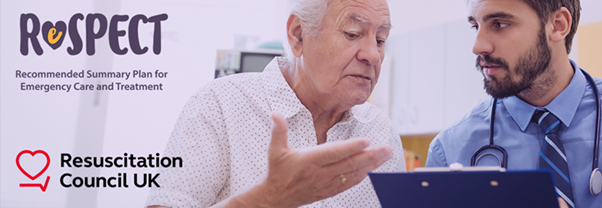 ReSPECT
Recommended Summary Plan for
Emergency Care and Treatment
Resuscitation
Council UK